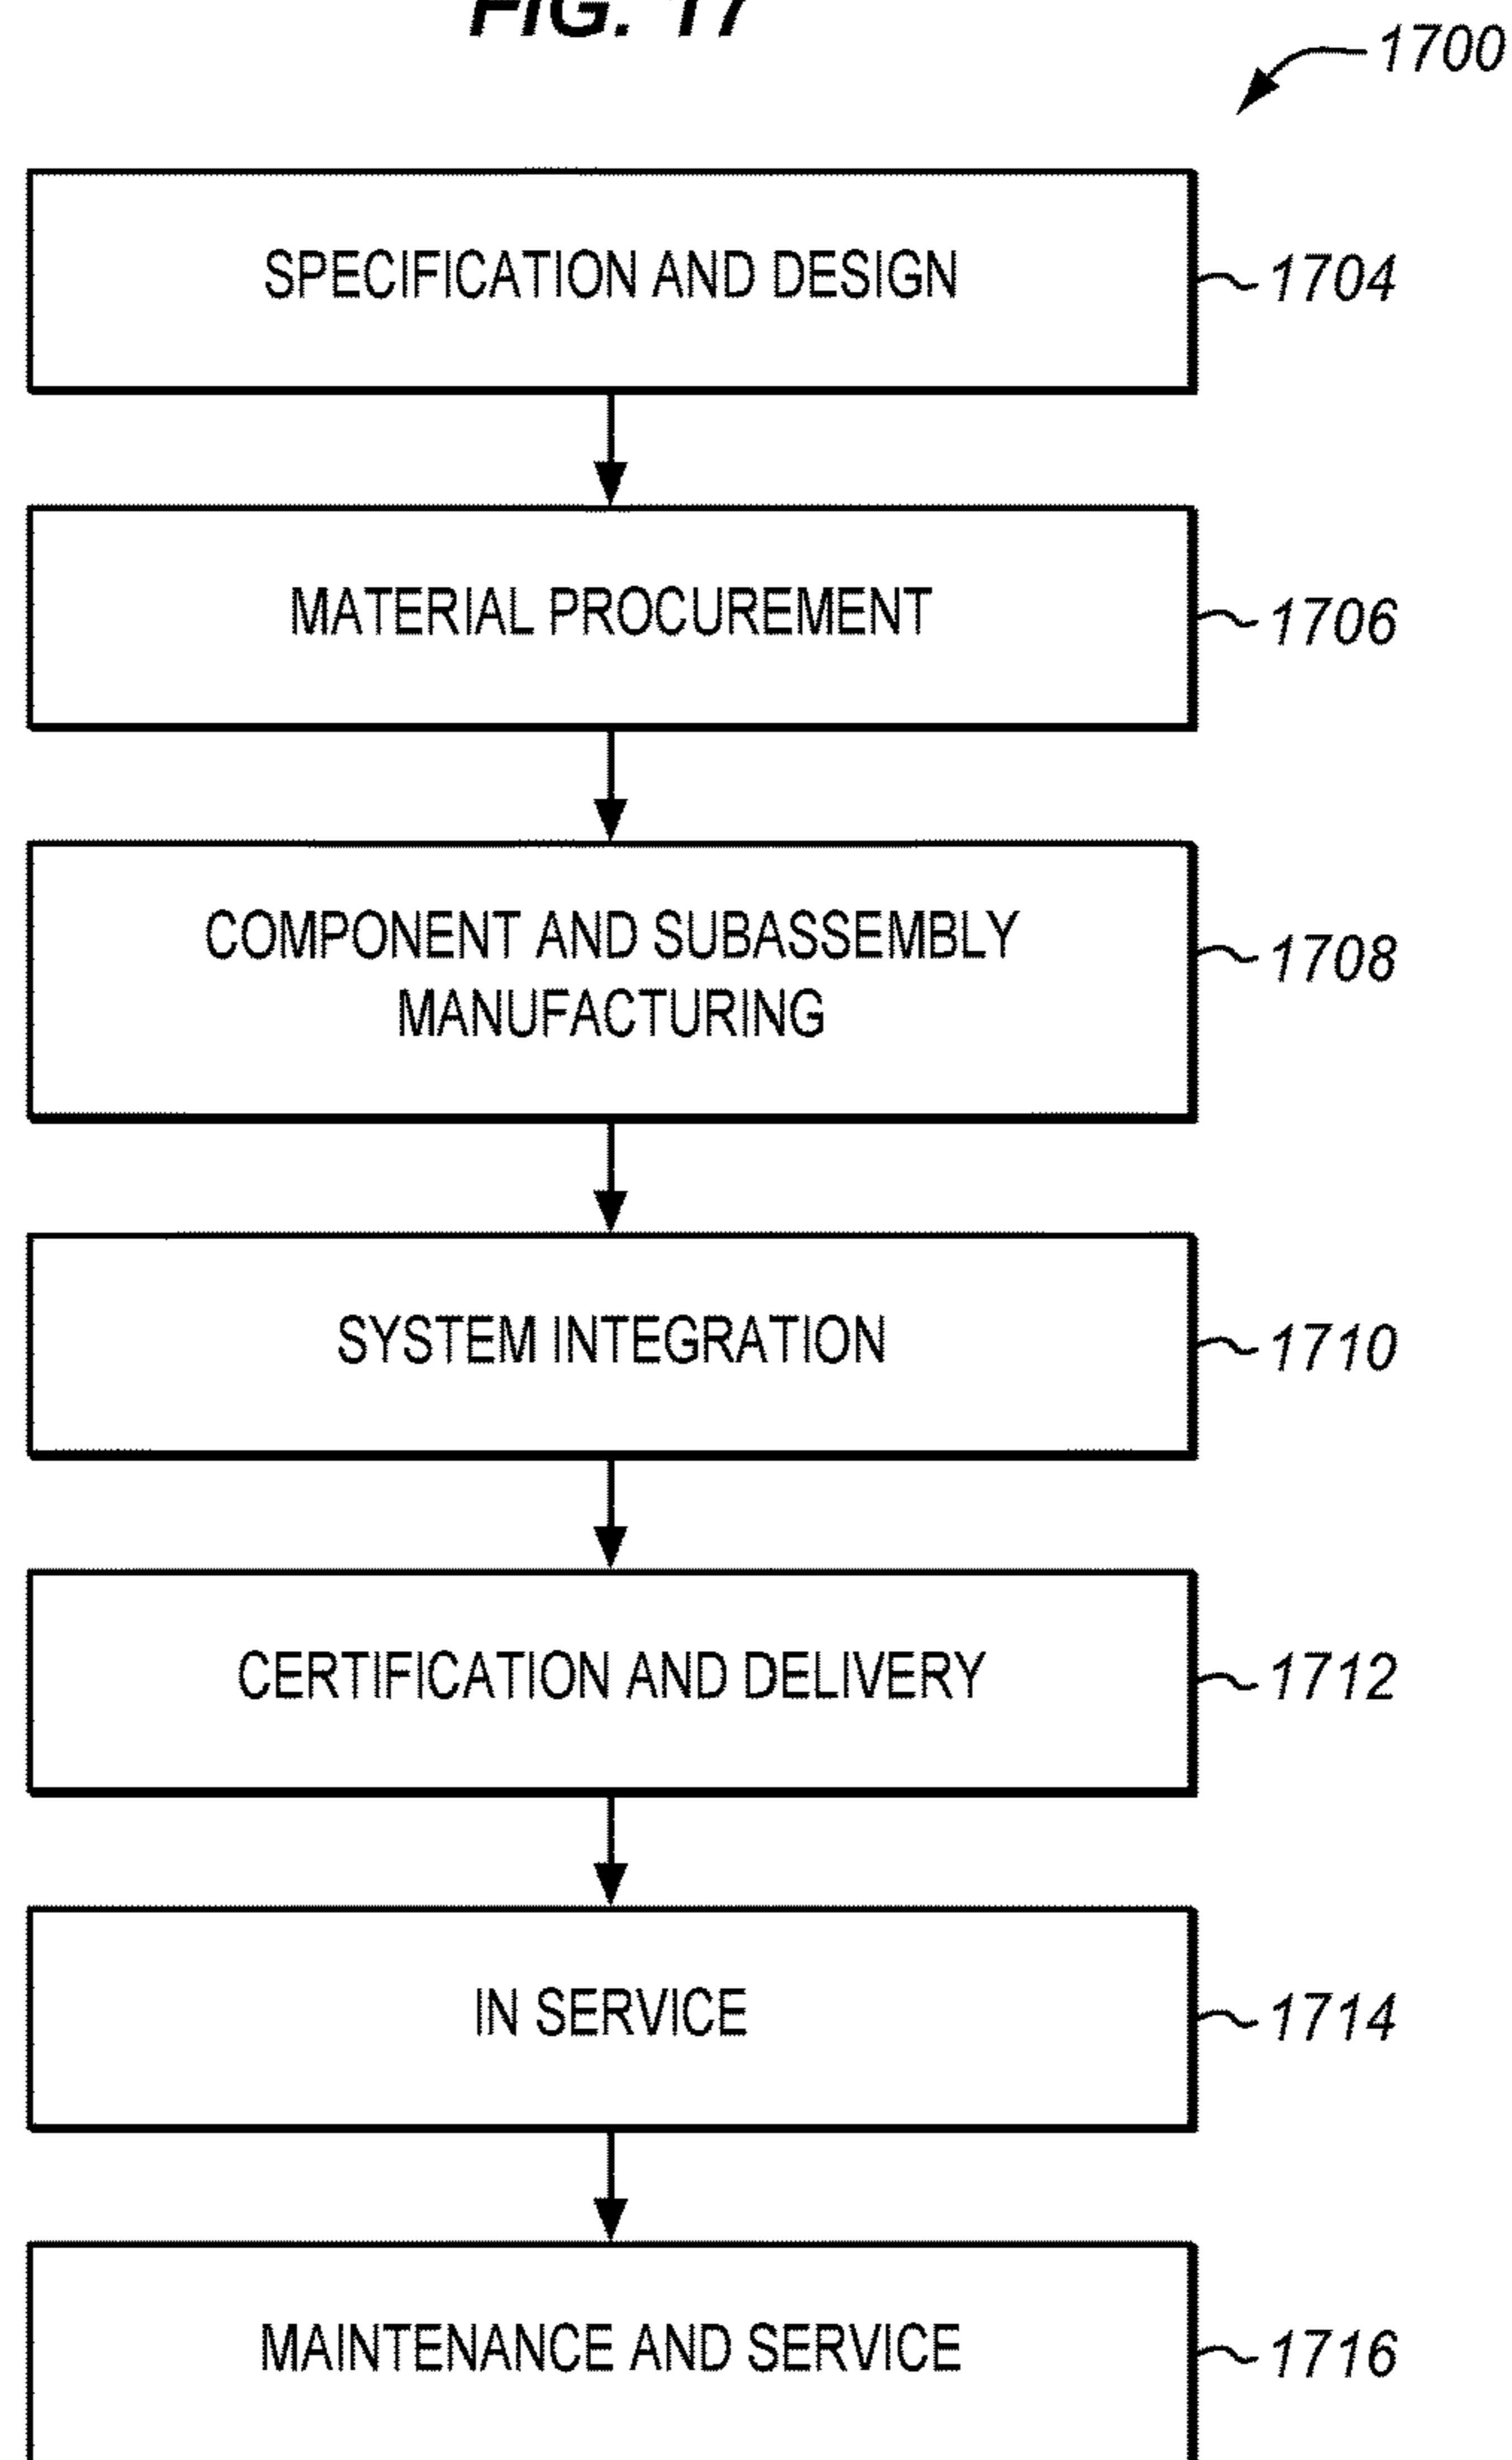 FIG. 17
1700
SPECIFICATION AND DESIGN
1704
MATERIAL PROCUREMENT
1706
COMPONENT AND SUBASSEMBLY
MANUFACTURING
1708
SYSTEM INTEGRATION
1710
CERTIFICATION AND DELIVERY
1712
IN SERVICE
1714
MAINTENANCE AND SERVICE
1716